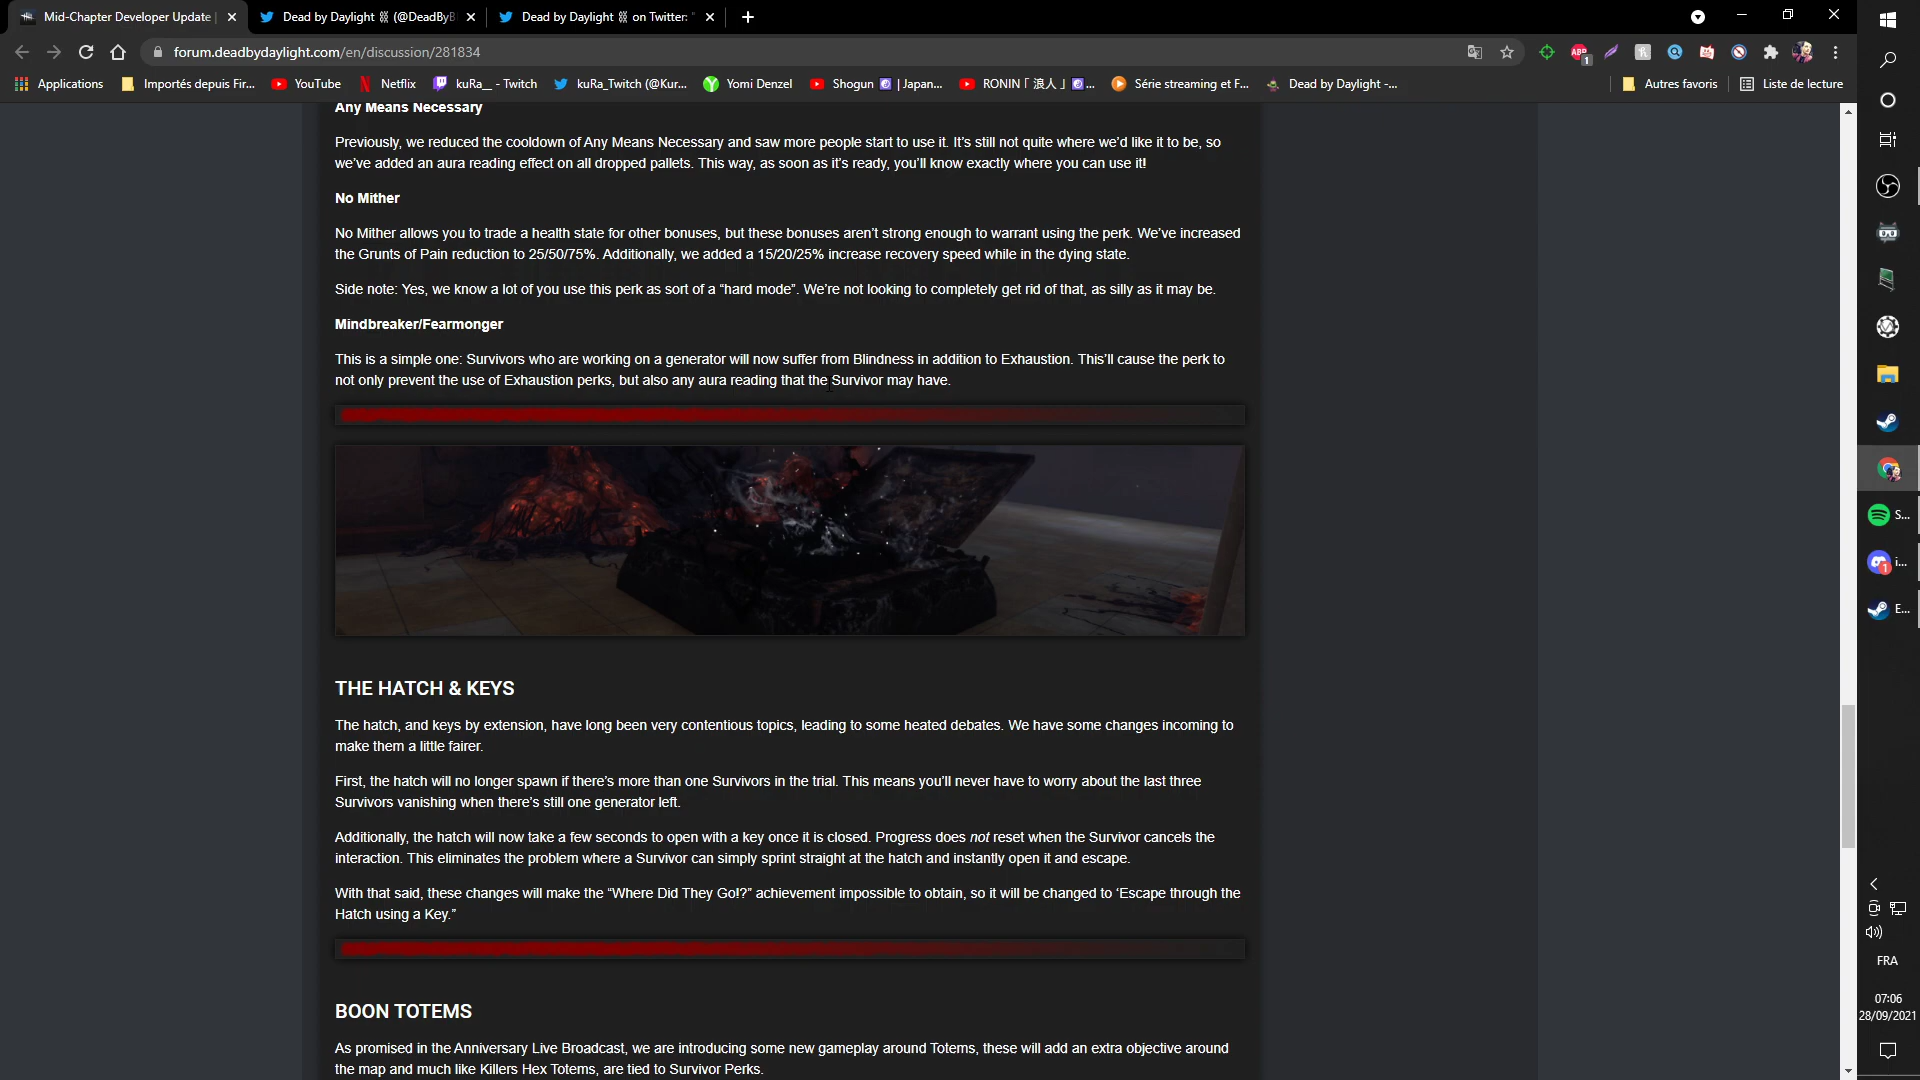 Mid-Chapter Developer Update
Dead by Daylight ⛓ (@DeadByB
Dead by Daylight ⛓ on Twitter: "
forum.deadbydaylight.com/en/discussion/281834
Applications
Importés depuis Fir...
YouTube
Netflix
kuRa__ - Twitch
kuRa_Twitch (@Kur...
Yomi Denzel
Shogun | Japan...
RONIN「 浪人 」...
Série streaming et F...
Dead by Daylight -...
Autres favoris
Liste de lecture
Any Means Necessary
Previously, we reduced the cooldown of Any Means Necessary and saw more people start to use it. It's still not quite where we'd like it to be, so
we've added an aura reading effect on all dropped pallets. This way, as soon as it's ready, you'll know exactly where you can use it!
No Mither
No Mither allows you to trade a health state for other bonuses, but these bonuses aren't strong enough to warrant using the perk. We've increased
the Grunts of Pain reduction to 25/50/75%. Additionally, we added a 15/20/25% increase recovery speed while in the dying state.
Side note: Yes, we know a lot of you use this perk as sort of a “hard mode”. We're not looking to completely get rid of that, as silly as it may be.
Mindbreaker/Fearmonger
This is a simple one: Survivors who are working on a generator will now suffer from Blindness in addition to Exhaustion. This'll cause the perk to
not only prevent the use of Exhaustion perks, but also any aura reading that the Survivor may have.
THE HATCH & KEYS
The hatch, and keys by extension, have long been very contentious topics, leading to some heated debates. We have some changes incoming to
make them a little fairer.
First, the hatch will no longer spawn if there's more than one Survivors in the trial. This means you'll never have to worry about the last three
Survivors vanishing when there's still one generator left.
Additionally, the hatch will now take a few seconds to open with a key once it is closed. Progress does not reset when the Survivor cancels the
interaction. This eliminates the problem where a Survivor can simply sprint straight at the hatch and instantly open it and escape.
With that said, these changes will make the “Where Did They Go!?” achievement impossible to obtain, so it will be changed to ‘Escape through the
Hatch using a Key.”
BOON TOTEMS
As promised in the Anniversary Live Broadcast, we are introducing some new gameplay around Totems, these will add an extra objective around
the map and much like Killers Hex Totems, are tied to Survivor Perks.
ABP
1
S...
1
i...
E...
FRA
07:06
28/09/2021